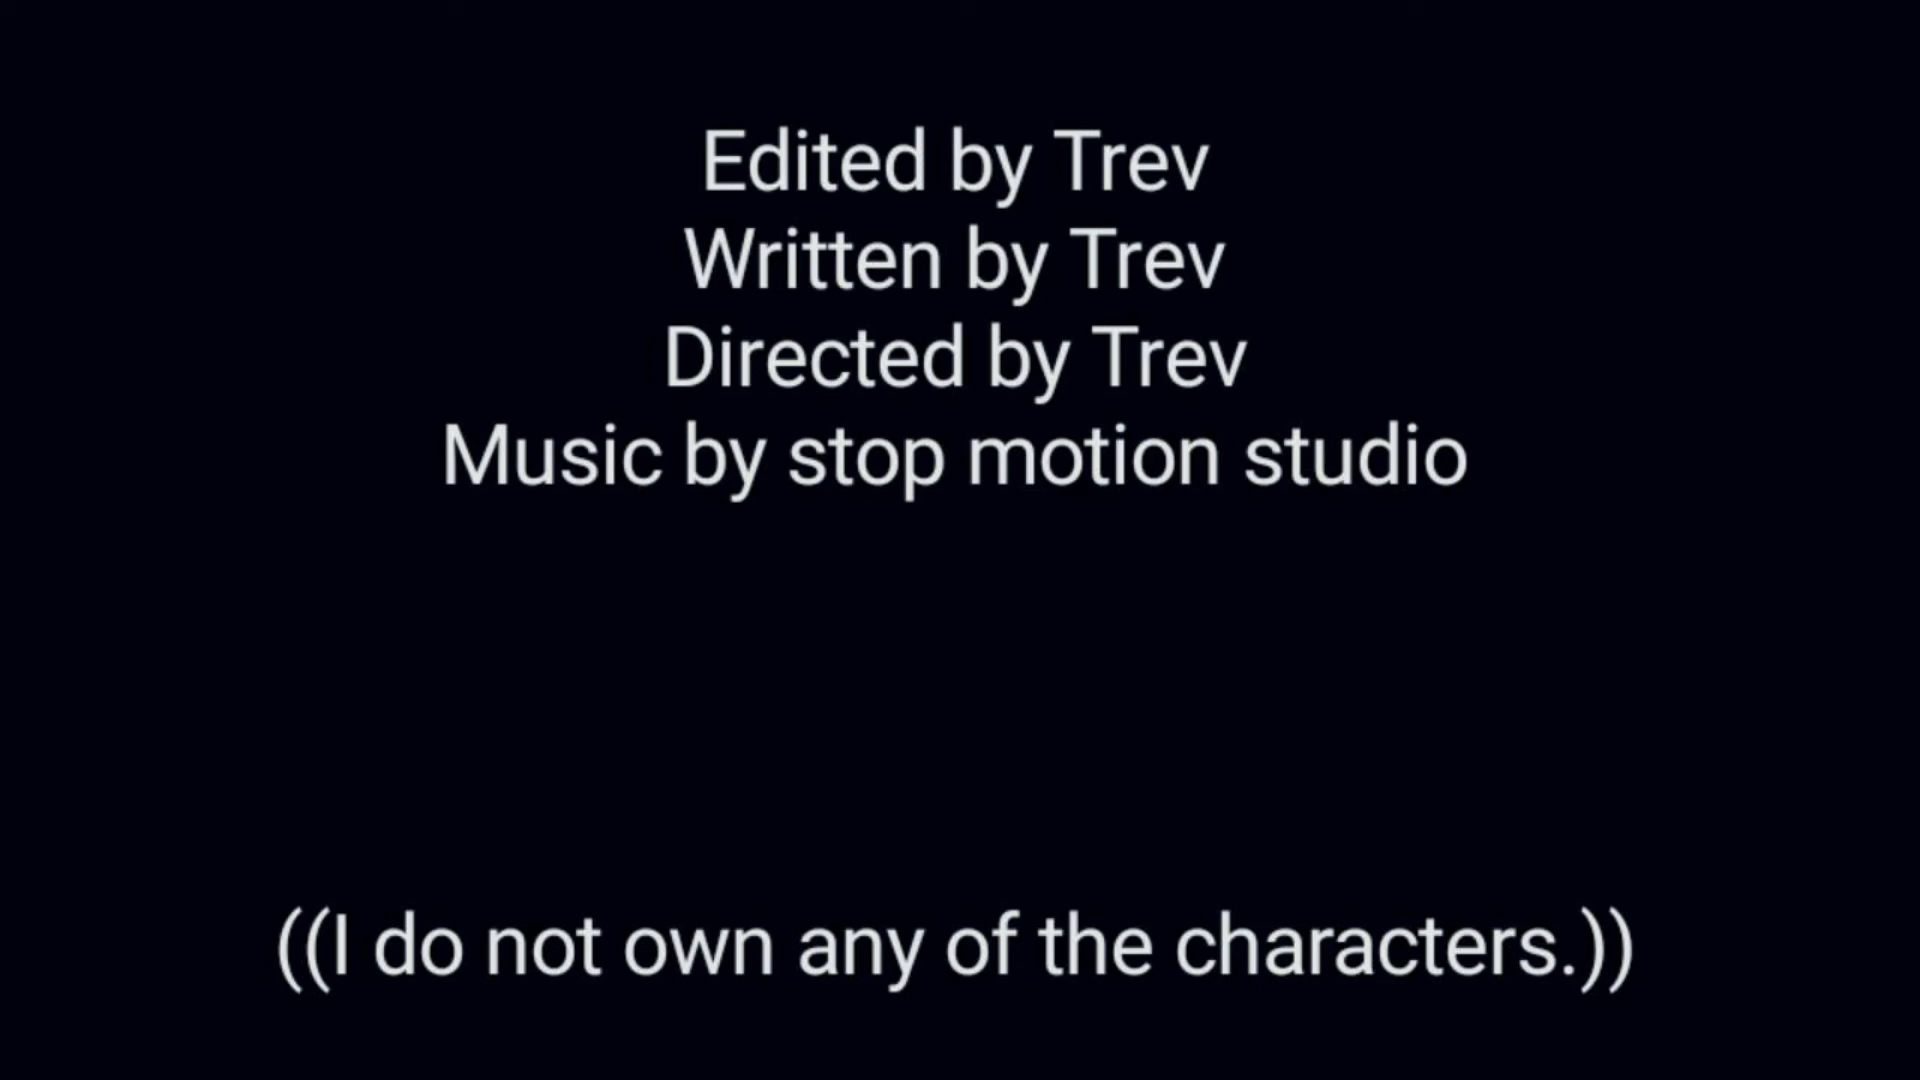 Edited by Trev
Written by Trev
Directed by Trev
Music by stop motion studio
((I do not own any of the characters.))